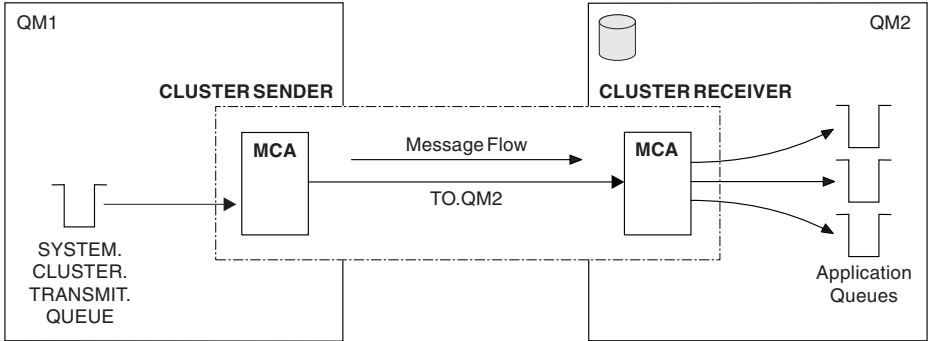 QM1
QM2
CLUSTER SENDER
CLUSTER RECEIVER
MCA
Message Flow
MCA
TO.QM2
SYSTEM.
CLUSTER.
TRANSMIT.
QUEUE
Application
Queues